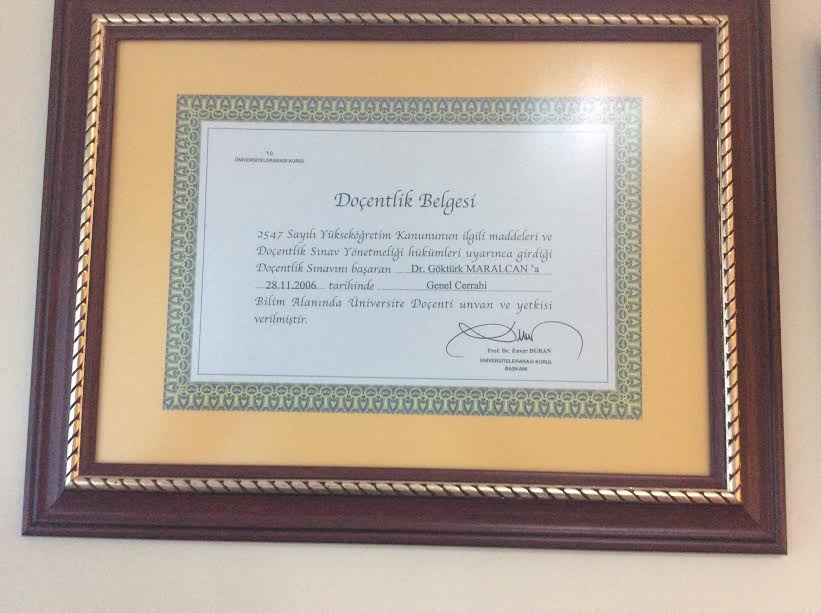 T.C.
ÜNİVERSİTELERARASI KURUL
Doçentlik Belgesi
2547 Sayılı Yükseköğretim Kanununun ilgili maddeleri ve
Doçentlik Sınav Yönetmeliği hükümleri uyarınca girdiği
Doçentlik Sınavını başaran ....Dr. Göktürk MARALCAN 'a
...28.11.2006.... tarihinde ............Genel Cerrahi............
Bilim Alanında Üniversite Doçenti unvan ve yetkisi
verilmiştir.
Prof. Dr. Enver DURAN
ÜNİVERSİTELERARASI KURUL
BAŞKANI